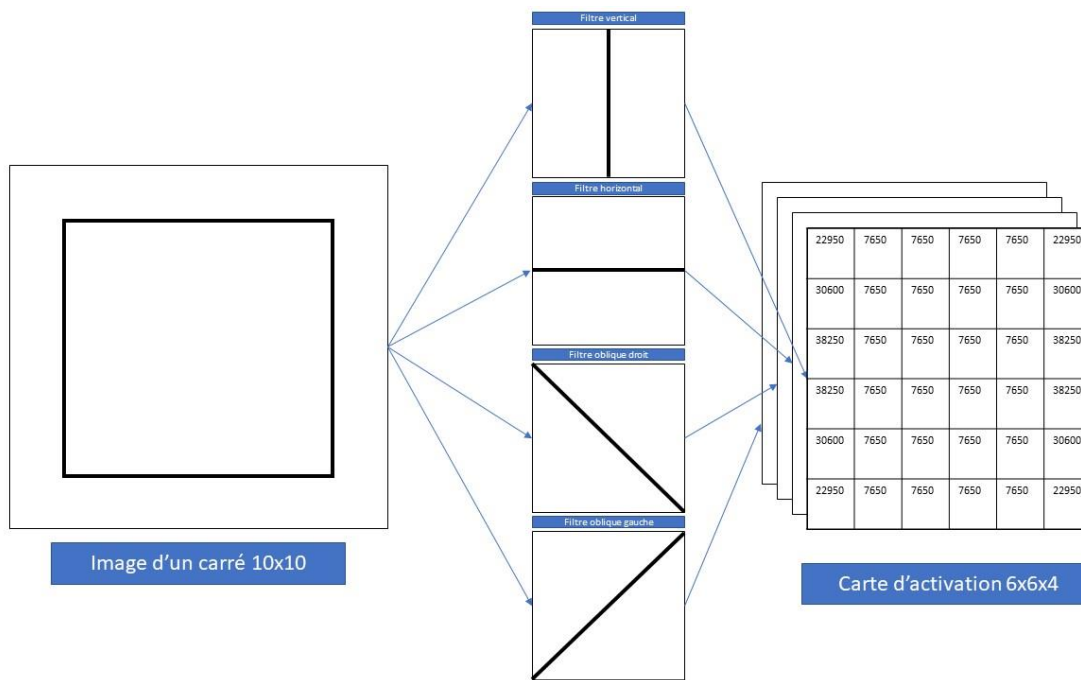 Filtre vertical
Filtre horizontal
Filtre oblique droit
Filtre oblique gauche
Image d'un carré 10x10
22950 7650 7650 7650 7650 22950
30600 7650 7650 7650 7650 30600
38250 7650 7650 7650 7650 38250
38250 7650 7650 7650 7650 38250
30600 7650 7650 7650 7650 30600
22950 7650 7650 7650 7650 22950
Carte d'activation 6x6x4